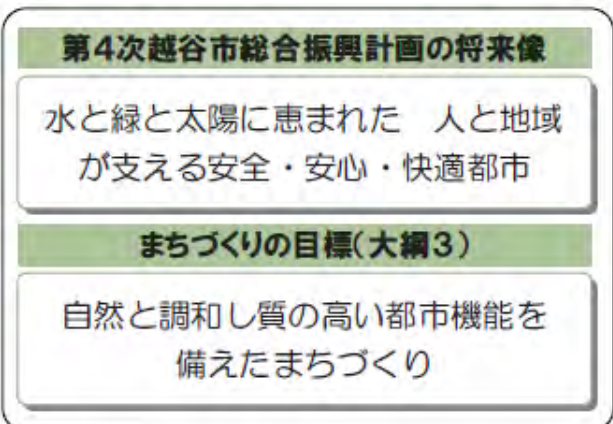 第4次越谷市総合振興計画の将来像
水と緑と太陽に恵まれた　人と地域
が支える安全・安心・快適都市
まちづくりの目標(大綱3)
自然と調和し質の高い都市機能を
備えたまちづくり